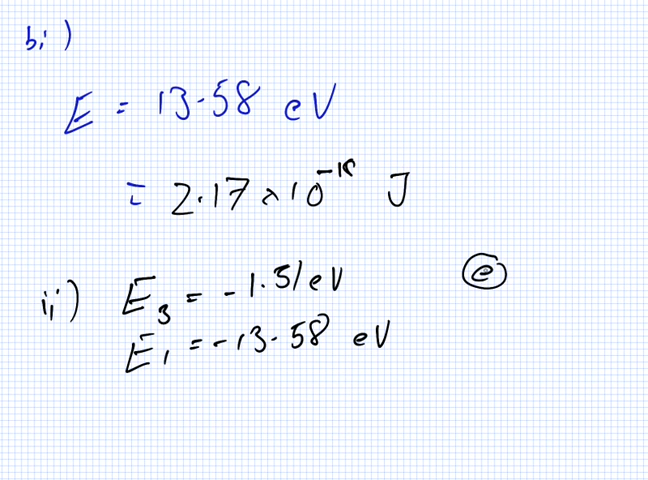 b i)
E = 13.58 eV
= 2.17 × 10⁻¹⁸ J
ii) E₃ = -1.51 eV
e
E₁ = -13.58 eV